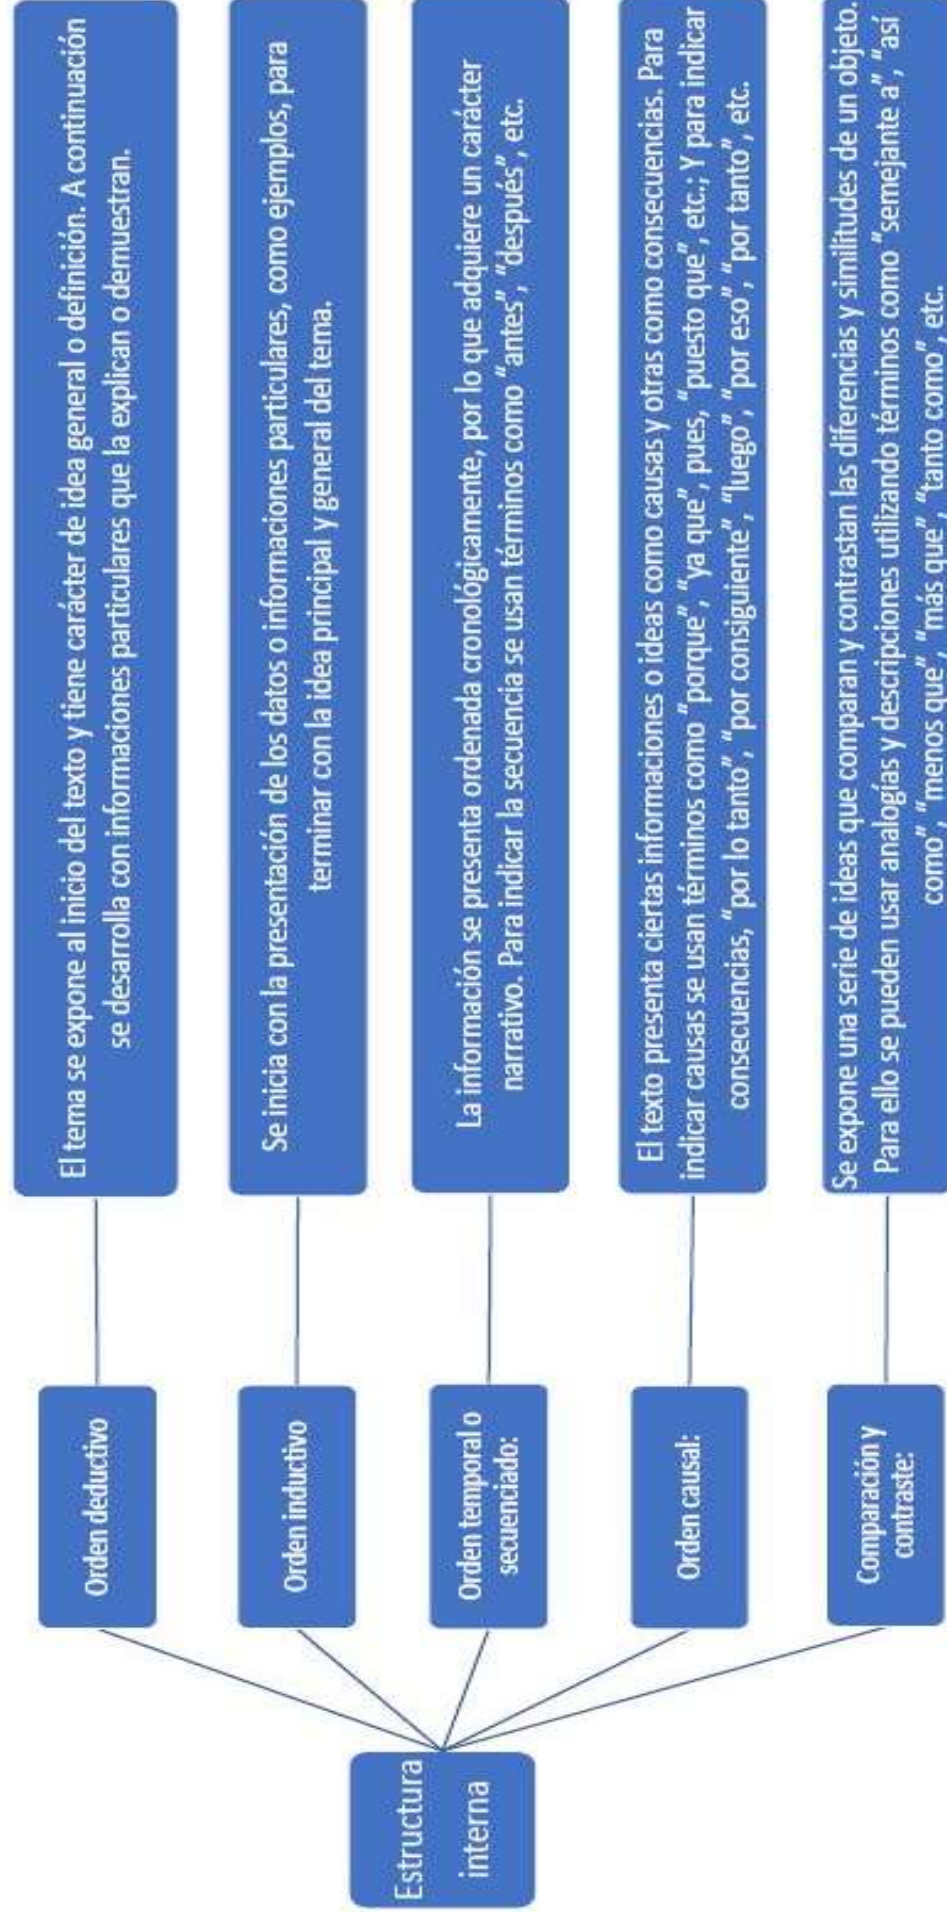 Estructura
interna
Orden deductivo
El tema se expone al inicio del texto y tiene carácter de idea general o definición. A continuación
se desarrolla con informaciones particulares que la explican o demuestran.
Orden inductivo
Se inicia con la presentación de los datos o informaciones particulares, como ejemplos, para
terminar con la idea principal y general del tema.
Orden temporal o
secuenciado:
La información se presenta ordenada cronológicamente, por lo que adquiere un carácter
narrativo. Para indicar la secuencia se usan términos como "antes", "después", etc.
Orden causal:
El texto presenta ciertas informaciones o ideas como causas y otras como consecuencias. Para
indicar causas se usan términos como "porque", "ya que", pues, "puesto que", etc.; Y para indicar
consecuencias, "por lo tanto", "por consiguiente", "luego", "por eso", "por tanto", etc.
Comparación y
contraste:
Se expone una serie de ideas que comparan y contrastan las diferencias y similitudes de un objeto.
Para ello se pueden usar analogías y descripciones utilizando términos como "semejante a", "así
como", "menos que", "más que", "tanto como", etc.